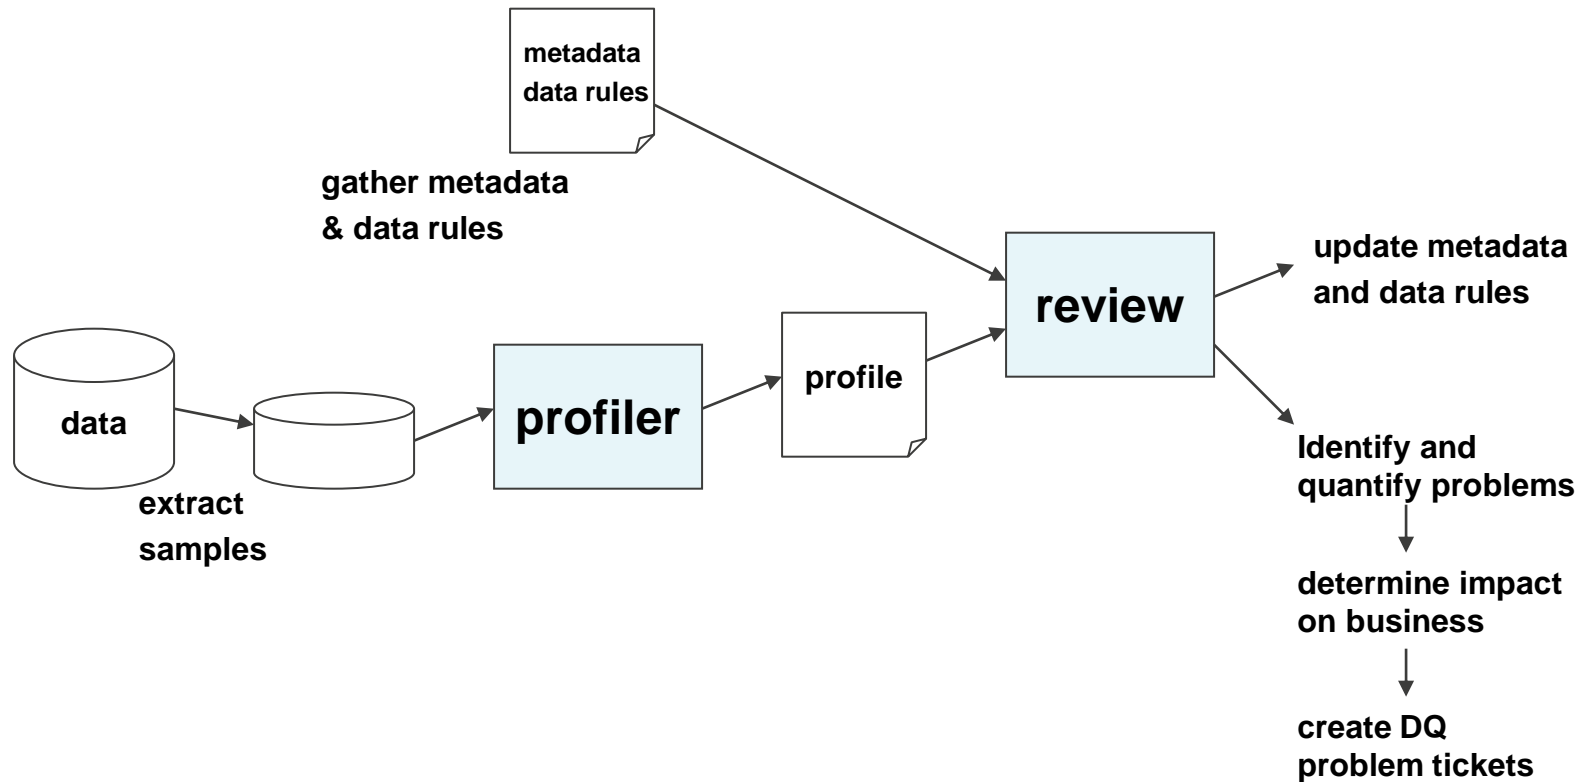 metadata
data rules
gather metadata
& data rules
review
update metadata
and data rules
data
extract
samples
profiler
profile
Identify and
quantify problems
determine impact
on business
create DQ
problem tickets